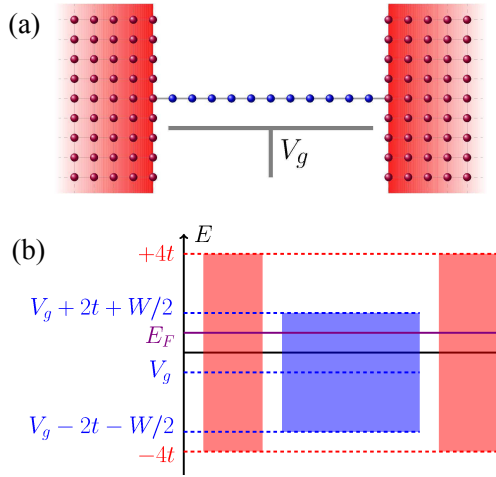 (a)
V_g
(b)
E
+4t
V_g + 2t + W/2
E_F
V_g
V_g − 2t − W/2
−4t